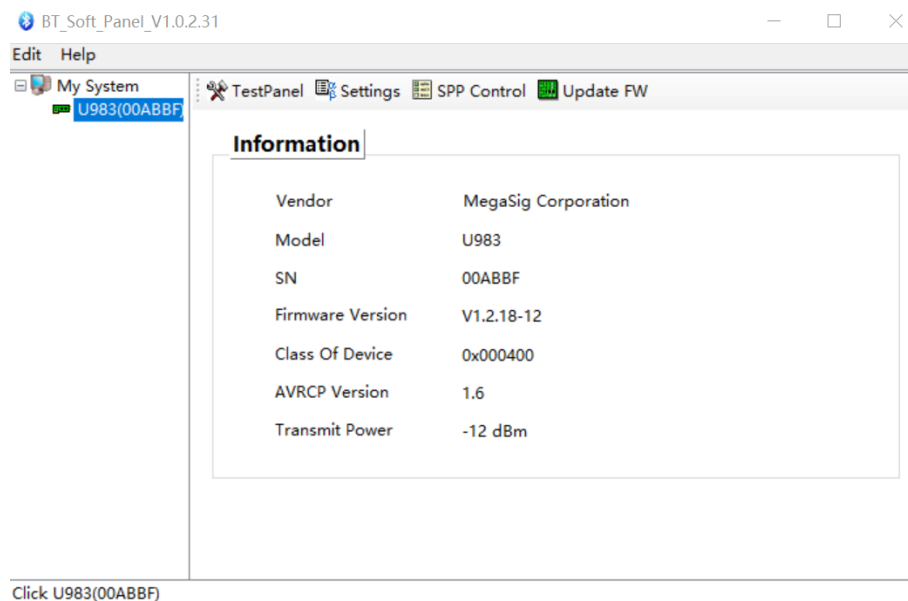 BT_Soft_Panel_V1.0.2.31
Edit Help
My System
U983(00ABBF)
TestPanel Settings SPP Control Update FW
Information
Vendor MegaSig Corporation
Model U983
SN 00ABBF
Firmware Version V1.2.18-12
Class Of Device 0x000400
AVRCP Version 1.6
Transmit Power -12 dBm
Click U983(00ABBF)